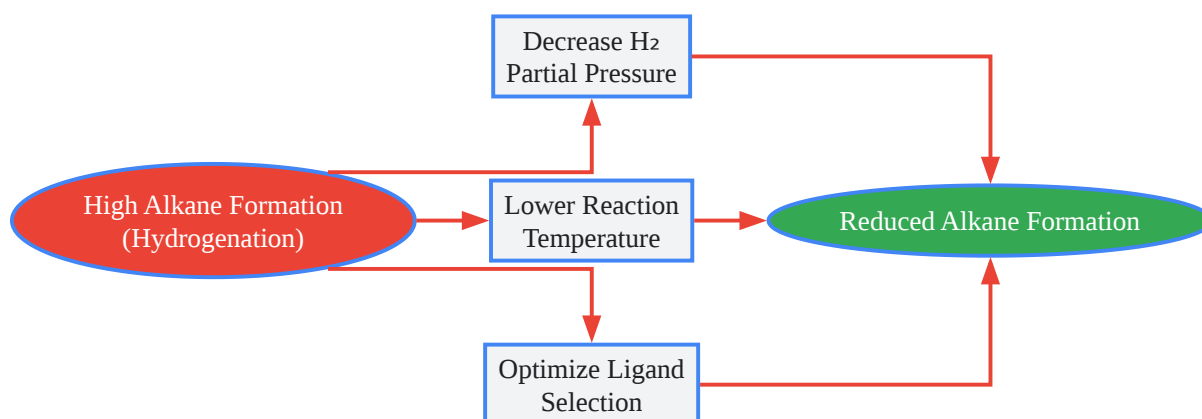 Decrease H₂
Partial Pressure
High Alkane Formation
(Hydrogenation)
Lower Reaction
Temperature
Reduced Alkane Formation
Optimize Ligand
Selection